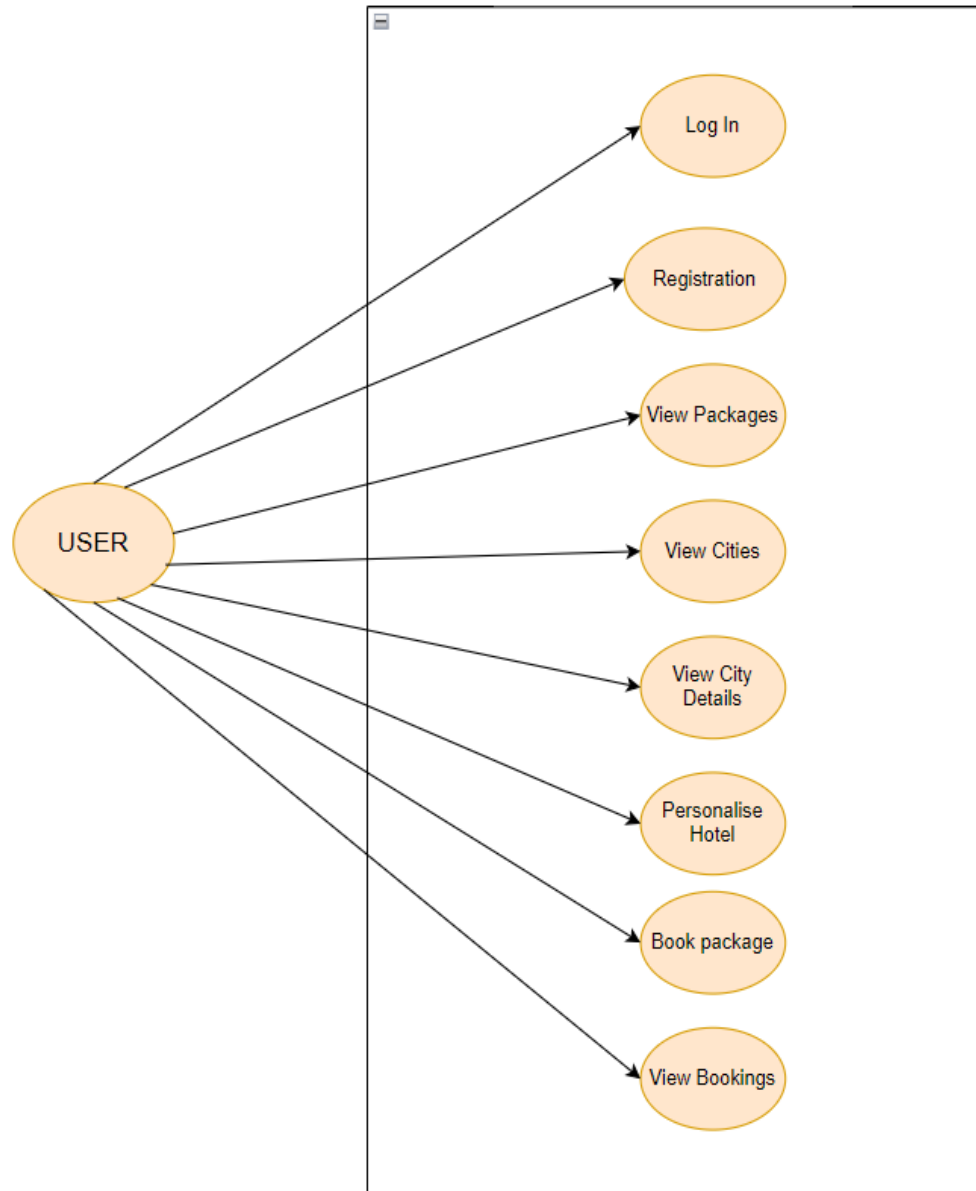 Log In
Registration
View Packages
USER
View Cities
View City
Details
Personalise
Hotel
Book package
View Bookings